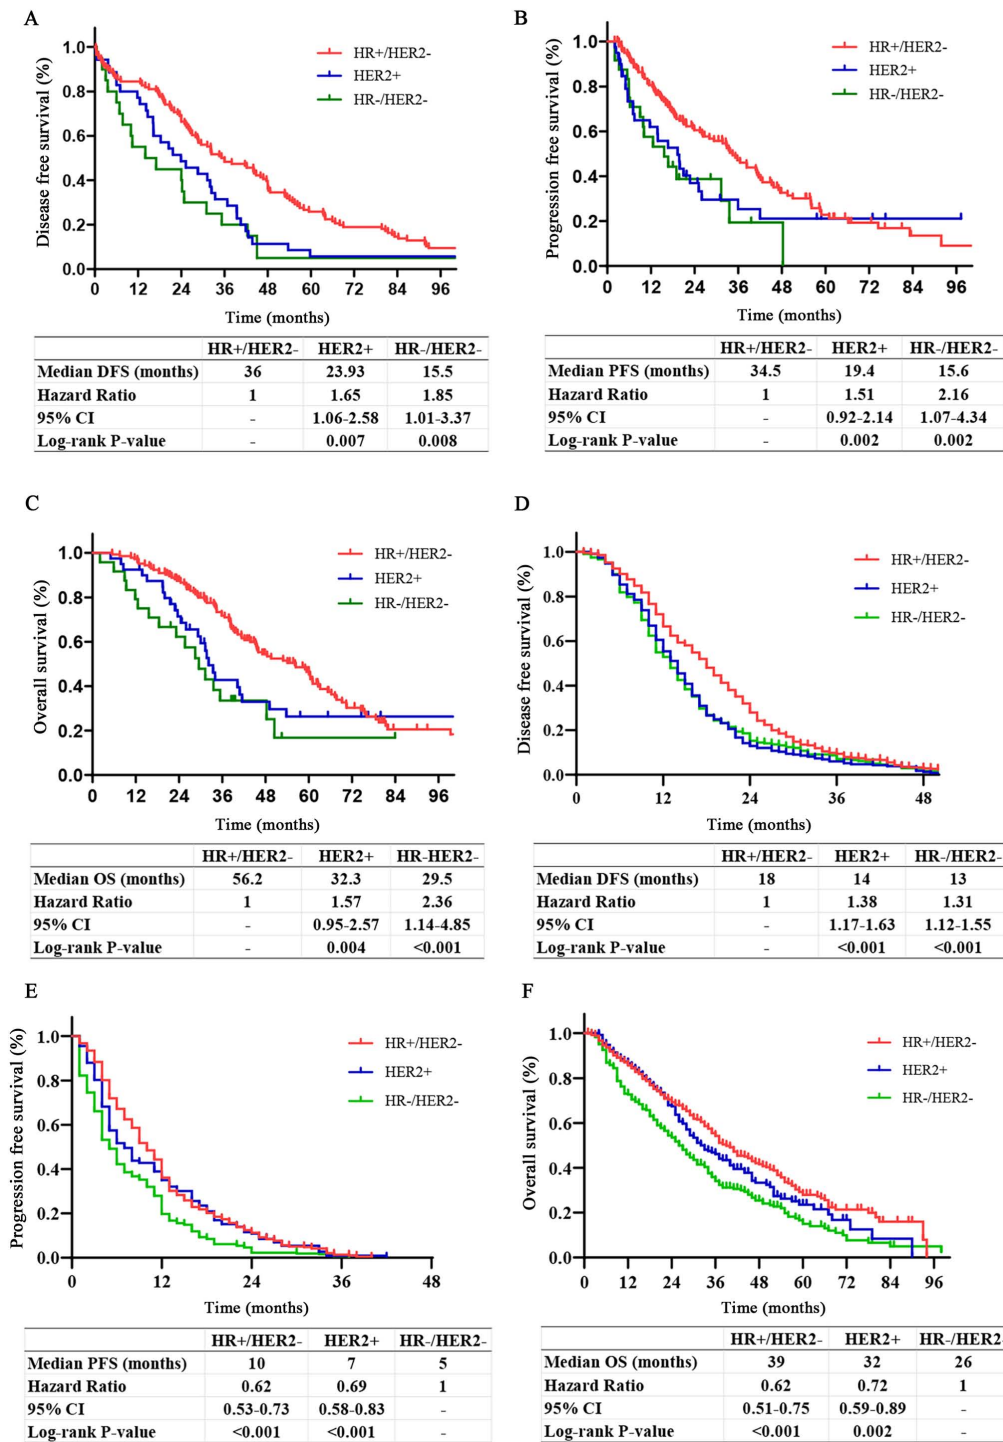 A
Disease free survival (%)
1.0
0.8
0.6
0.4
0.2
0.0
0 12 24 36 48 60 72 84 96
Time (months)
HR+/HER2-
HER2+
HR-/HER2-
HR+/HER2- HER2+ HR-/HER2-
Median DFS (months) 36 23.93 15.5
Hazard Ratio 1 1.65 1.85
95% CI - 1.06-2.58 1.01-3.37
Log-rank P-value - 0.007 0.008
B
Progression free survival (%)
1.0
0.8
0.6
0.4
0.2
0.0
0 12 24 36 48 60 72 84 96
Time (months)
HR+/HER2-
HER2+
HR-/HER2-
HR+/HER2- HER2+ HR-/HER2-
Median PFS (months) 34.5 19.4 15.6
Hazard Ratio 1 1.51 2.16
95% CI - 0.92-2.14 1.07-4.34
Log-rank P-value - 0.002 0.002
C
Overall survival (%)
1.0
0.8
0.6
0.4
0.2
0.0
0 12 24 36 48 60 72 84 96
Time (months)
HR+/HER2-
HER2+
HR-/HER2-
HR+/HER2- HER2+ HR-HER2-
Median OS (months) 56.2 32.3 29.5
Hazard Ratio 1 1.57 2.36
95% CI - 0.95-2.57 1.14-4.85
Log-rank P-value - 0.004 <0.001
D
Disease free survival (%)
1.0
0.8
0.6
0.4
0.2
0.0
0 12 24 36 48
Time (months)
HR+/HER2-
HER2+
HR-/HER2-
HR+/HER2- HER2+ HR-/HER2-
Median DFS (months) 18 14 13
Hazard Ratio 1 1.38 1.31
95% CI - 1.17-1.63 1.12-1.55
Log-rank P-value - <0.001 <0.001
E
Progression free survival (%)
1.0
0.8
0.6
0.4
0.2
0.0
0 12 24 36 48
Time (months)
HR+/HER2-
HER2+
HR-/HER2-
HR+/HER2- HER2+ HR-/HER2-
Median PFS (months) 10 7 5
Hazard Ratio 0.62 0.69 1
95% CI 0.53-0.73 0.58-0.83 -
Log-rank P-value <0.001 <0.001 -
F
Overall survival (%)
1.0
0.8
0.6
0.4
0.2
0.0
0 12 24 36 48 60 72 84 96
Time (months)
HR+/HER2-
HER2+
HR-/HER2-
HR+/HER2- HER2+ HR-/HER2-
Median OS (months) 39 32 26
Hazard Ratio 0.62 0.72 1
95% CI 0.51-0.75 0.59-0.89 -
Log-rank P-value <0.001 0.002 -